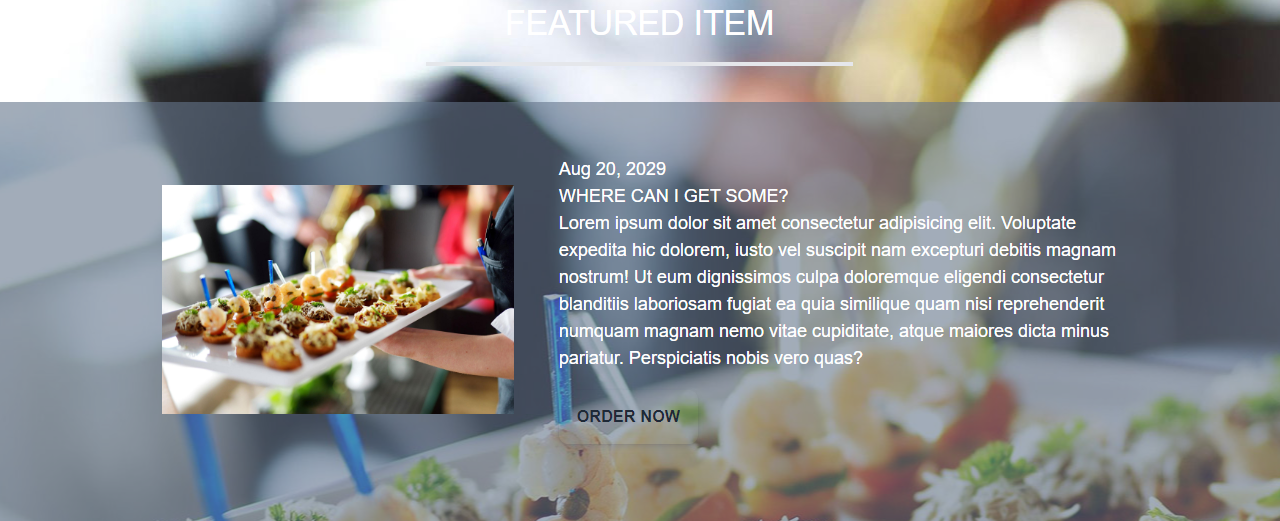 FEATURED ITEM
Aug 20, 2029
WHERE CAN I GET SOME?
Lorem ipsum dolor sit amet consectetur adipisicing elit. Voluptate
expedita hic dolorem, iusto vel suscipit nam excepturi debitis magnam
nostrum! Ut eum dignissimos culpa doloremque eligendi consectetur
blanditiis laboriosam fugiat ea quia similique quam nisi reprehenderit
numquam magnam nemo vitae cupiditate, atque maiores dicta minus
pariatur. Perspiciatis nobis vero quas?
ORDER NOW